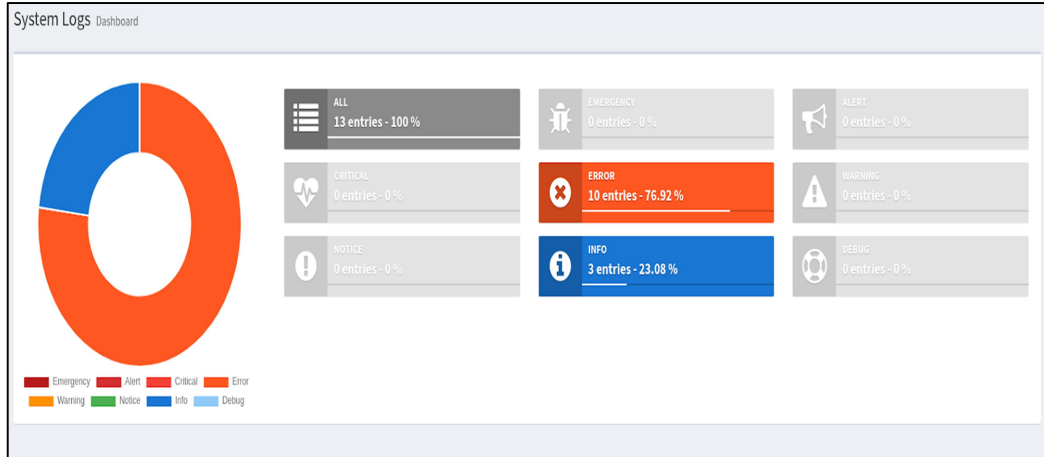 System Logs Dashboard
ALL
13 entries - 100 %
EMERGENCY
0 entries - 0 %
ALERT
0 entries - 0 %
CRITICAL
0 entries - 0 %
ERROR
10 entries - 76.92 %
WARNING
0 entries - 0 %
NOTICE
0 entries - 0 %
INFO
3 entries - 23.08 %
DEBUG
0 entries - 0 %
Emergency Alert Critical Error
Warning Notice Info Debug